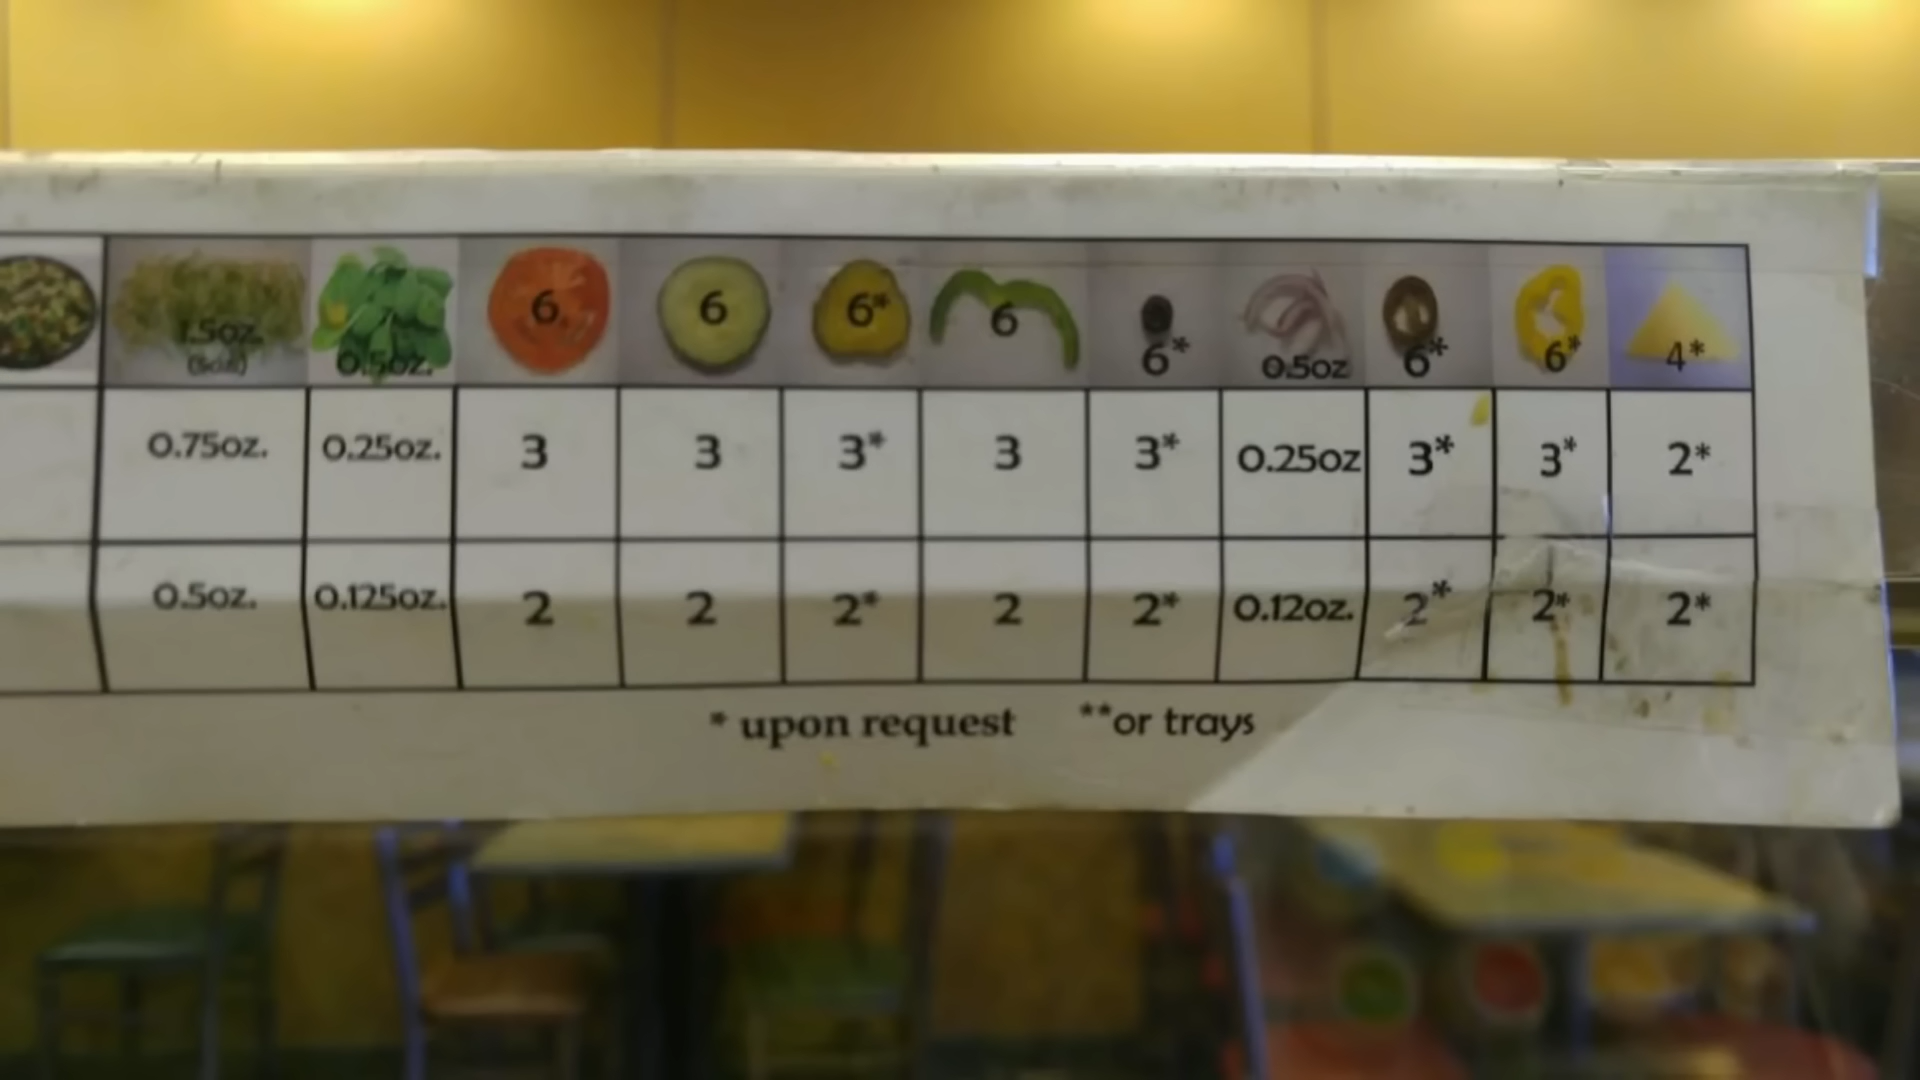 1.5oz. 0.5oz. 6 6 6* 6 6* 0.5oz 6* 6* 4*
0.75oz. 0.25oz. 3 3 3* 3 3* 0.25oz 3* 3* 2*
0.5oz. 0.125oz. 2 2 2* 2 2* 0.12oz. 2* 2* 2*
* upon request **or trays